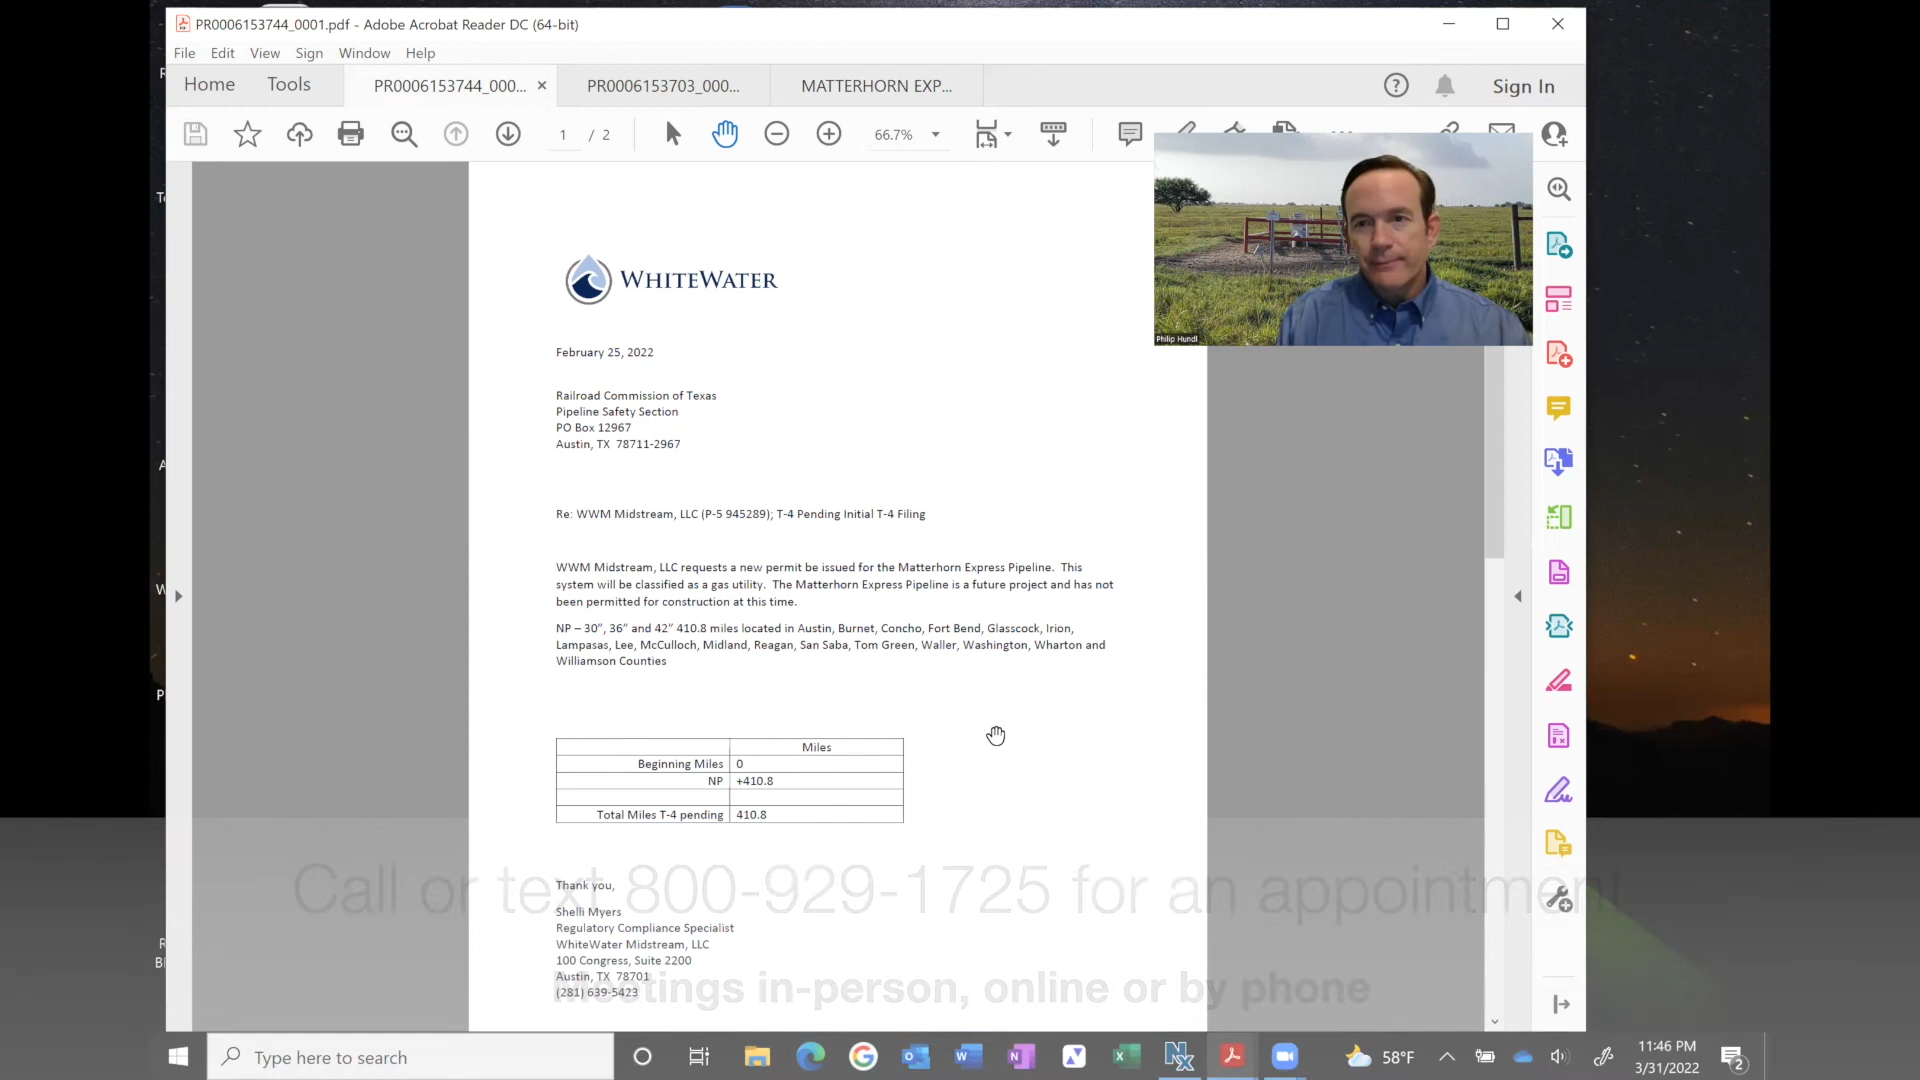 PR0006153744_0001.pdf - Adobe Acrobat Reader DC (64-bit)
File Edit View Sign Window Help
Home Tools PR0006153744_000... PR0006153703_000... MATTERHORN EXP... Sign In
1 / 2 66.7%
Philip Hundl
WHITEWATER
February 25, 2022
Railroad Commission of Texas
Pipeline Safety Section
PO Box 12967
Austin, TX 78711-2967
Re: WWM Midstream, LLC (P-5 945289); T-4 Pending Initial T-4 Filing
WWM Midstream, LLC requests a new permit be issued for the Matterhorn Express Pipeline. This
system will be classified as a gas utility. The Matterhorn Express Pipeline is a future project and has not
been permitted for construction at this time.
NP – 30”, 36” and 42” 410.8 miles located in Austin, Burnet, Concho, Fort Bend, Glasscock, Irion,
Lampasas, Lee, McCulloch, Midland, Reagan, San Saba, Tom Green, Waller, Washington, Wharton and
Williamson Counties
Miles
Beginning Miles 0
NP +410.8
Total Miles T-4 pending 410.8
Call or text 800-929-1725 for an appointment
Thank you,
Shelli Myers
Regulatory Compliance Specialist
WhiteWater Midstream, LLC
100 Congress, Suite 2200
Austin, TX 78701
Meetings in-person, online or by phone
(281) 639-5423
Type here to search
58°F
11:46 PM
3/31/2022
2